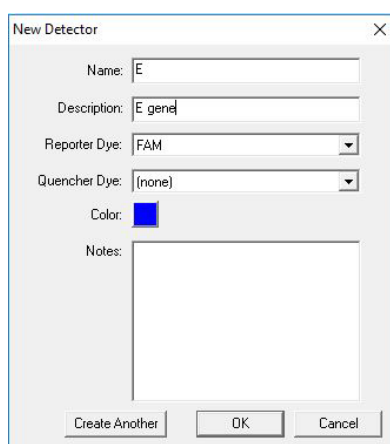 New Detector
Name: E
Description: E gene
Reporter Dye: FAM
Quencher Dye: (none)
Color:
Notes:
Create Another OK Cancel